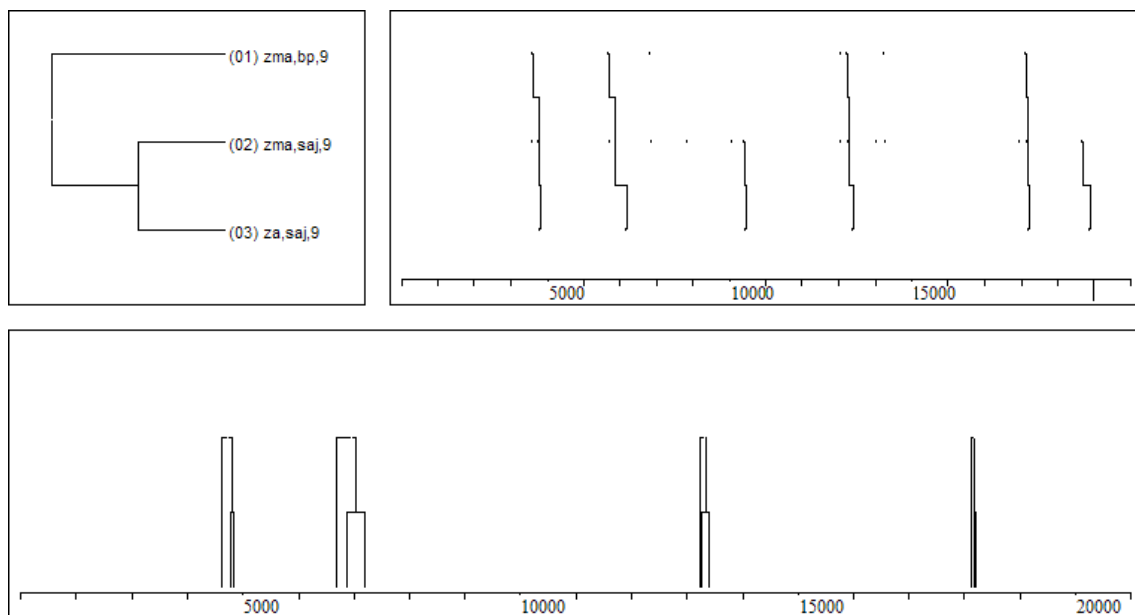 (01) zma,bp,9
(02) zma,saj,9
(03) za,saj,9
5000 10000 15000
5000 10000 15000 20000